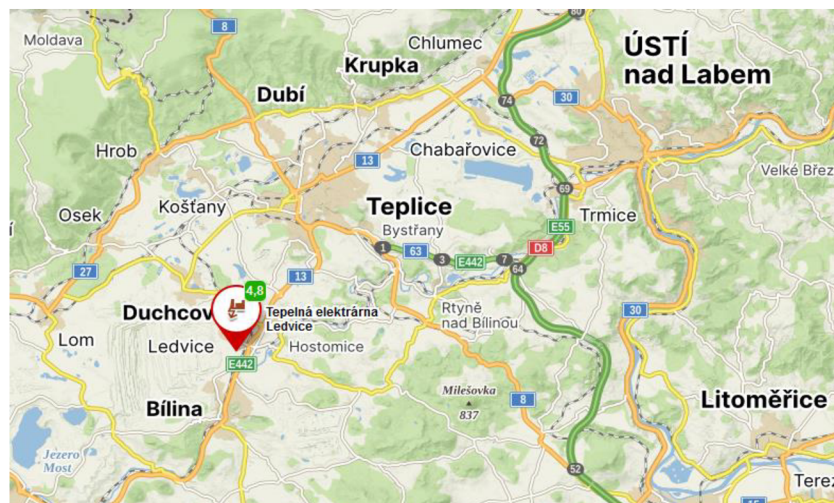 80
8
Moldava
Chlumec
ÚSTÍ
nad Labem
Krupka
Dubí
74
30
72
Hrob
13
Chabařovice
Velké Břez
69
Osek
Košťany
Teplice
Trmice
Bystřany
E55
1
63
3
E442
7
D8
64
27
13
4,8
Duchcov
Tepelná elektrárna
Ledvice
Rtyně
nad Bílinou
30
Lom
Ledvice
Hostomice
E442
Milešovka
837
8
Bílina
Litoměřice
Jezero
Most
52
Terez
15